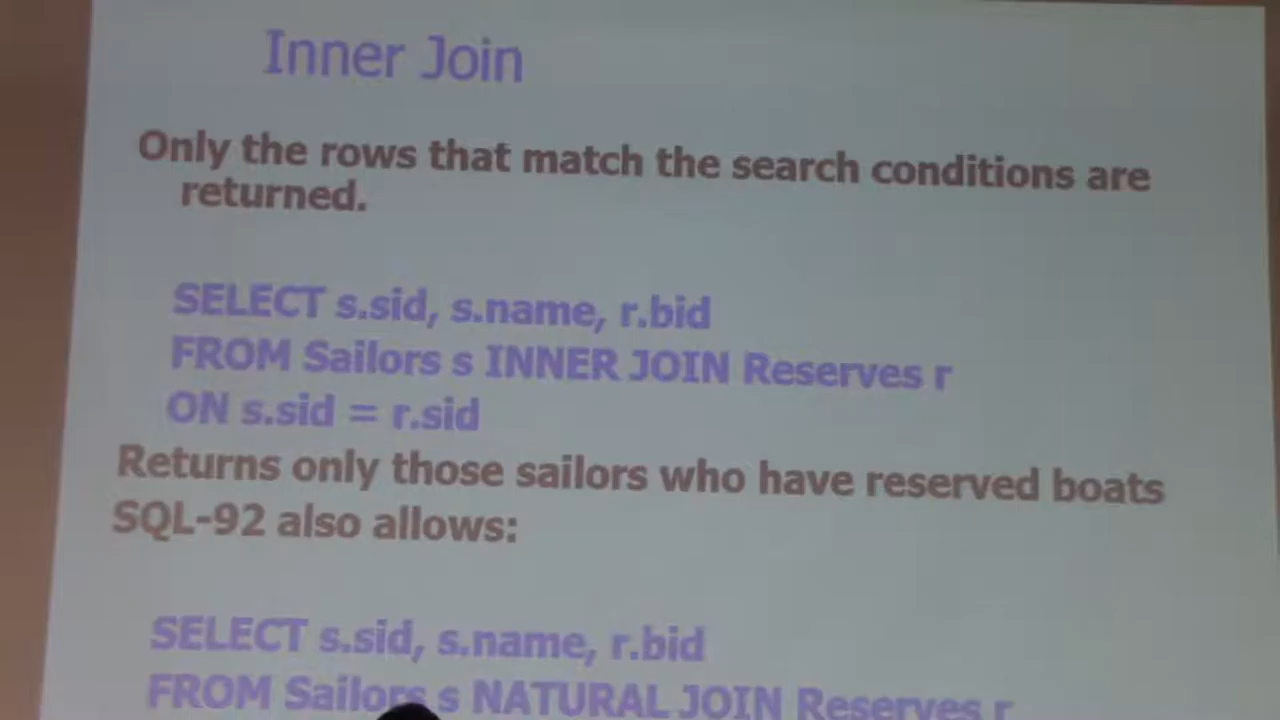 Inner Join
Only the rows that match the search conditions are
returned.
SELECT s.sid, s.name, r.bid
FROM Sailors s INNER JOIN Reserves r
ON s.sid = r.sid
Returns only those sailors who have reserved boats
SQL-92 also allows:
SELECT s.sid, s.name, r.bid
FROM Sailors s NATURAL JOIN Reserves r